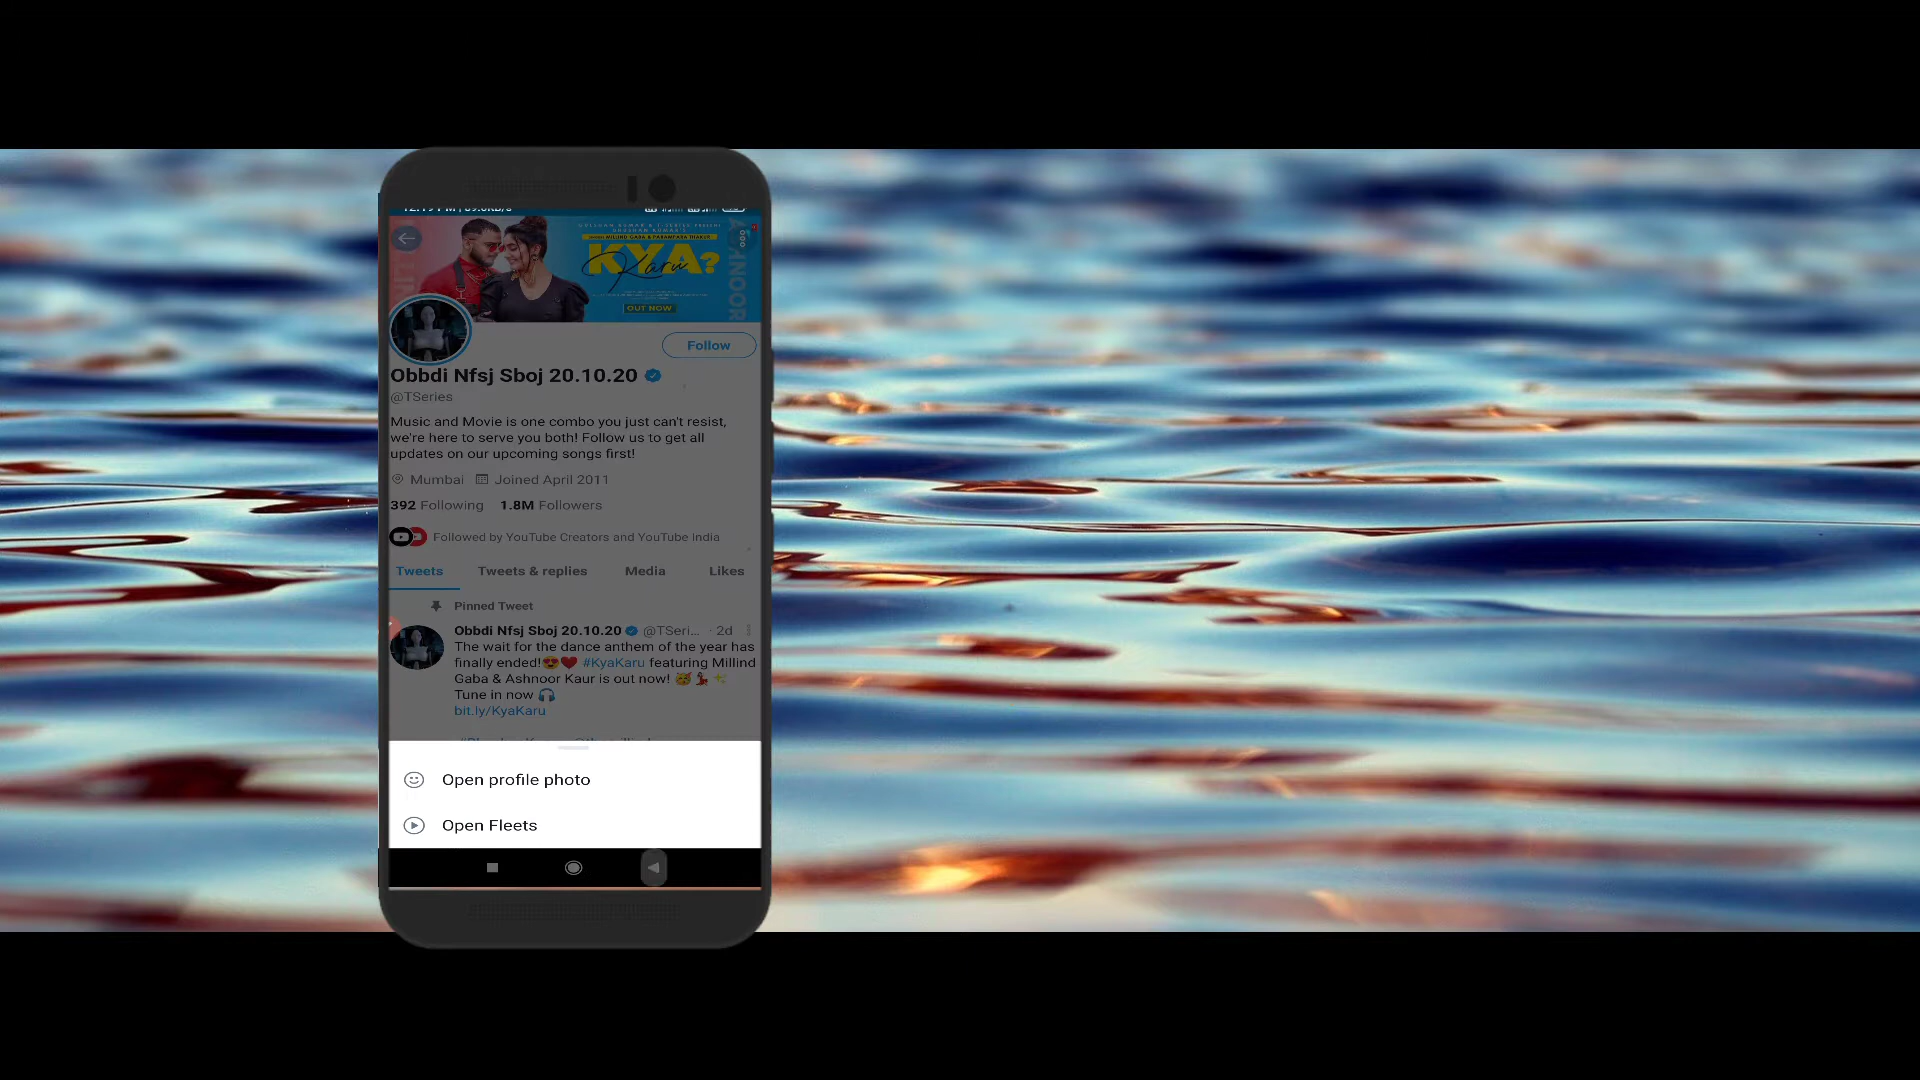 KYA?
Karu
OUT NOW
Follow
Obbdi Nfsj Sboj 20.10.20
@TSeries
Music and Movie is one combo you just can't resist,
we're here to serve you both! Follow us to get all
updates on our upcoming songs first!
Mumbai Joined April 2011
392 Following 1.8M Followers
Followed by YouTube Creators and YouTube India
Tweets Tweets & replies Media Likes
Pinned Tweet
Obbdi Nfsj Sboj 20.10.20 @TSeri... · 2d
The wait for the dance anthem of the year has
finally ended!😍❤️ #KyaKaru featuring Millind
Gaba & Ashnoor Kaur is out now! 🥳💃✨
Tune in now 🎧
bit.ly/KyaKaru
Open profile photo
Open Fleets